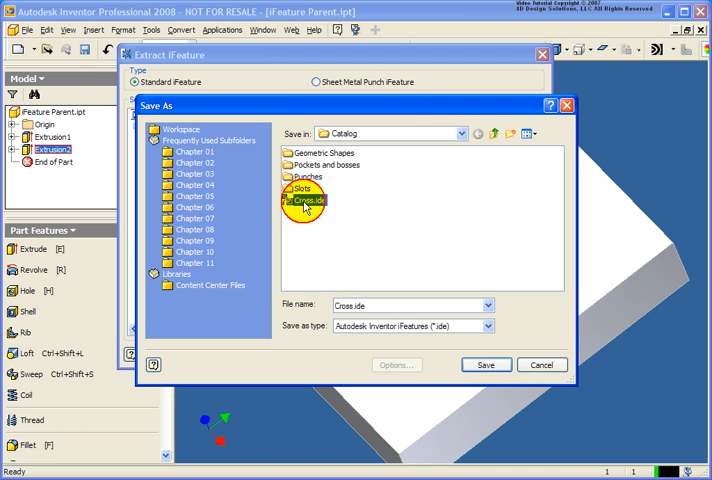 Video Tutorial Copyright © 2007
4D Design Solutions, LLC All Rights Reserved
Autodesk Inventor Professional 2008 - NOT FOR RESALE - [iFeature Parent.ipt]
File Edit View Insert Format Tools Convert Applications Window Web Help
New
Model
iFeature Parent.ipt
Origin
Extrusion1
Extrusion2
End of Part
Part Features
Extrude [E]
Revolve [R]
Hole [H]
Shell
Rib
Loft Ctrl+Shift+L
Sweep Ctrl+Shift+S
Coil
Thread
Fillet [F]
Extract iFeature
Type
Standard iFeature
Sheet Metal Punch iFeature
Save As
Workspace
Frequently Used Subfolders
Chapter 01
Chapter 02
Chapter 03
Chapter 04
Chapter 05
Chapter 06
Chapter 07
Chapter 08
Chapter 09
Chapter 10
Chapter 11
Libraries
Content Center Files
Save in: Catalog
Geometric Shapes
Pockets and bosses
Punches
Slots
Cross.ide
File name: Cross.ide
Save as type: Autodesk Inventor iFeatures (*.ide)
Options... Save Cancel
Ready 1 1